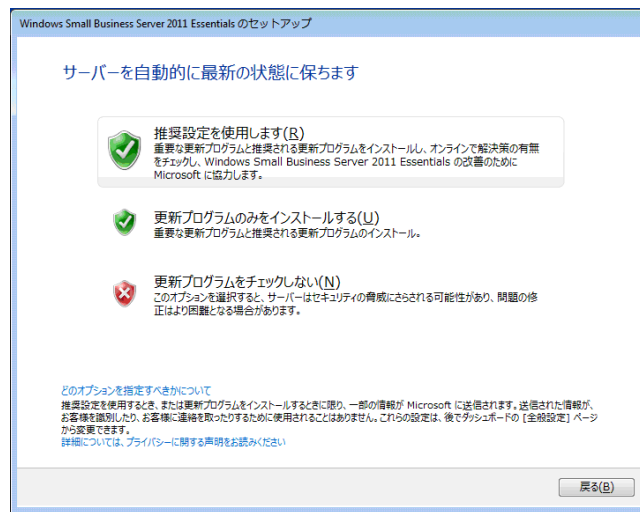 Windows Small Business Server 2011 Essentials のセットアップ
サーバーを自動的に最新の状態に保ちます
推奨設定を使用します(R)
重要な更新プログラムと推奨される更新プログラムをインストールし、オンラインで解決策の有無
をチェックし、Windows Small Business Server 2011 Essentials の改善のために
Microsoft に協力します。
更新プログラムのみをインストールする(U)
重要な更新プログラムと推奨される更新プログラムのインストール。
更新プログラムをチェックしない(N)
このオプションを選択すると、サーバーはセキュリティの脅威にさらされる可能性があり、問題の修
正はより困難となる場合があります。
どのオプションを指定すべきかについて
推奨設定を使用するとき、または更新プログラムをインストールするときに限り、一部の情報が Microsoft に送信されます。送信された情報が、
お客様を識別したり、お客様に連絡を取ったりするために使用されることはありません。これらの設定は、後でダッシュボードの [全般設定] ページ
から変更できます。
詳細については、プライバシーに関する声明をお読みください
戻る(B)